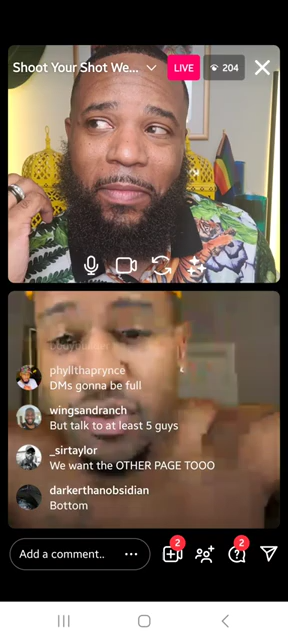 Shoot Your Shot We...
LIVE
204
phyllthaprynce
DMs gonna be full
wingsandranch
But talk to at least 5 guys
_sirtaylor
We want the OTHER PAGE TOOO
darkerthanobsidian
Bottom
Add a comment..
2
2